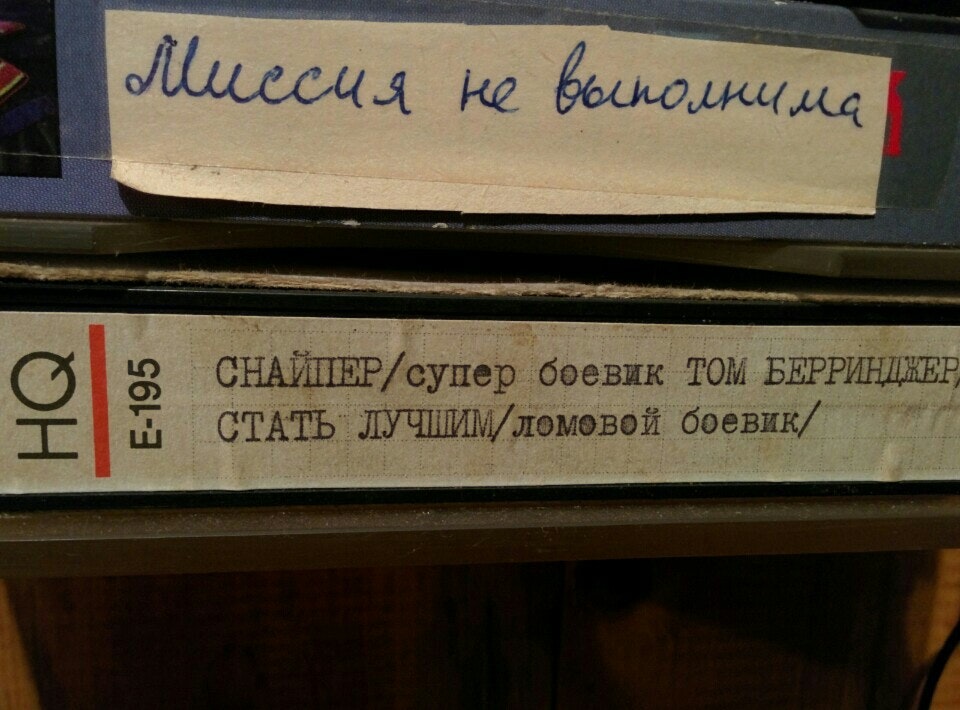 Миссия не выполнима
HQ
E-195
СНАЙПЕР/супер боевик ТОМ БЕРРИНДЖЕР/
СТАТЬ ЛУЧШИМ/ломовой боевик/